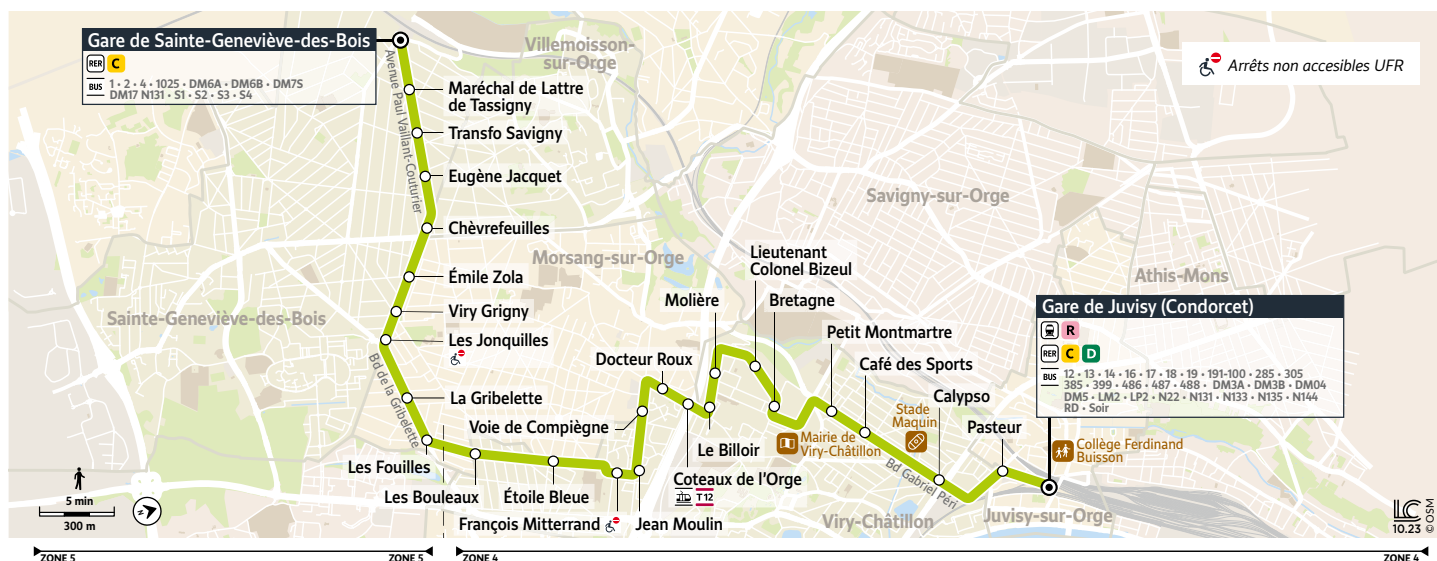 Gare de Sainte-Geneviève-des-Bois
RER C
BUS 1 • 2 • 4 • 1025 • DM6A • DM6B • DM7S
DM17 N131 • S1 • S2 • S3 • S4
Villemoisson-
sur-Orge
Arrêts non accesibles UFR
Avenue Paul Vaillant-Couturier
Maréchal de Lattre
de Tassigny
Transfo Savigny
Eugène Jacquet
Savigny-sur-Orge
Chèvrefeuilles
Morsang-sur-Orge
Lieutenant
Colonel Bizeul
Émile Zola
Athis-Mons
Sainte-Geneviève-des-Bois
Viry Grigny
Molière
Bretagne
Les Jonquilles
Petit Montmartre
Docteur Roux
Café des Sports
Gare de Juvisy (Condorcet)
R
RER C D
BUS 12 • 13 • 14 • 16 • 17 • 18 • 19 • 191-100 • 285 • 305
385 • 399 • 486 • 487 • 488 • DM3A • DM3B • DM04
DM5 • LM2 • LP2 • N22 • N131 • N133 • N135 • N144
RD • Soir
Bd de la Gribelette
La Gribelette
Calypso
Stade
Maquin
Voie de Compiègne
Pasteur
Le Billoir
Mairie de
Viry-Châtillon
Collège Ferdinand
Buisson
Les Fouilles
Bd Gabriel Péri
Coteaux de l'Orge
T12
Les Bouleaux
Étoile Bleue
François Mitterrand
Jean Moulin
Viry-Châtillon
Juvisy-sur-Orge
5 min
300 m
LC
10.23
© OSM
ZONE 5
ZONE 5
ZONE 4
ZONE 4